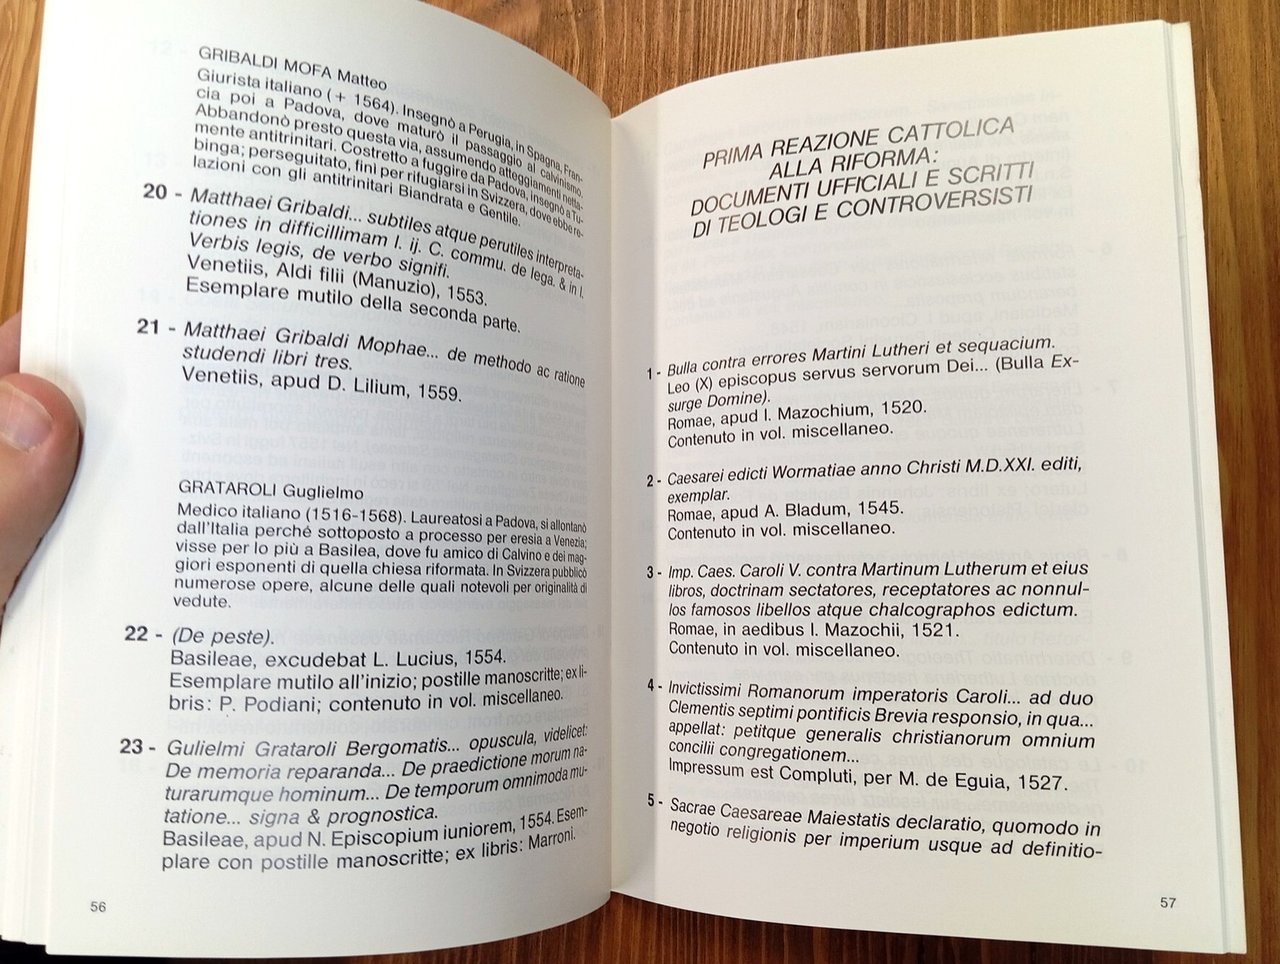 GRIBALDI MOFA Matteo
Giurista italiano (+ 1564). Insegnò a Perugia, in Spagna, Fran-
cia poi a Padova, dove maturò il passaggio al calvinismo.
Abbandonò presto questa via, assumendo atteggiamenti netta-
mente antitrinitari. Costretto a fuggire da Padova, insegnò a Tu-
binga; perseguitato, finì per rifugiarsi in Svizzera, dove ebbe re-
lazioni con gli antitrinitari Biandrata e Gentile.
20 - Matthaei Gribaldi... subtiles atque perutiles interpreta-
tiones in difficillimam l. ij. C. commu. de lega. & in l.
Verbis legis, de verbo signifi.
Venetiis, Aldi filii (Manuzio), 1553.
Esemplare mutilo della seconda parte.
21 - Matthaei Gribaldi Mophae... de methodo ac ratione
studendi libri tres.
Venetiis, apud D. Lilium, 1559.
GRATAROLI Guglielmo
Medico italiano (1516-1568). Laureatosi a Padova, si allontanò
dall'Italia perché sottoposto a processo per eresia a Venezia;
visse per lo più a Basilea, dove fu amico di Calvino e dei mag-
giori esponenti di quella chiesa riformata. In Svizzera pubblicò
numerose opere, alcune delle quali notevoli per originalità di
vedute.
22 - (De peste).
Basileae, excudebat L. Lucius, 1554.
Esemplare mutilo all'inizio; postille manoscritte; ex li-
bris: P. Podiani; contenuto in vol. miscellaneo.
23 - Gulielmi Grataroli Bergomatis... opuscula, videlicet:
De memoria reparanda... De praedictione morum na-
turarumque hominum... De temporum omnimoda mu-
tatione... signa & prognostica.
Basileae, apud N. Episcopium iuniorem, 1554. Esem-
plare con postille manoscritte; ex libris: Marroni.
56
PRIMA REAZIONE CATTOLICA
ALLA RIFORMA:
DOCUMENTI UFFICIALI E SCRITTI
DI TEOLOGI E CONTROVERSISTI
1 - Bulla contra errores Martini Lutheri et sequacium.
Leo (X) episcopus servus servorum Dei... (Bulla Ex-
surge Domine).
Romae, apud I. Mazochium, 1520.
Contenuto in vol. miscellaneo.
2 - Caesarei edicti Wormatiae anno Christi M.D.XXI. editi,
exemplar.
Romae, apud A. Bladum, 1545.
Contenuto in vol. miscellaneo.
3 - Imp. Caes. Caroli V. contra Martinum Lutherum et eius
libros, doctrinam sectatores, receptatores ac nonnul-
los famosos libellos atque chalcographos edictum.
Romae, in aedibus I. Mazochii, 1521.
Contenuto in vol. miscellaneo.
4 - Invictissimi Romanorum imperatoris Caroli... ad duo
Clementis septimi pontificis Brevia responsio, in qua...
appellat: petitque generalis christianorum omnium
concilii congregationem...
Impressum est Compluti, per M. de Eguia, 1527.
5 - Sacrae Caesareae Maiestatis declaratio, quomodo in
negotio religionis per imperium usque ad definitio-
57